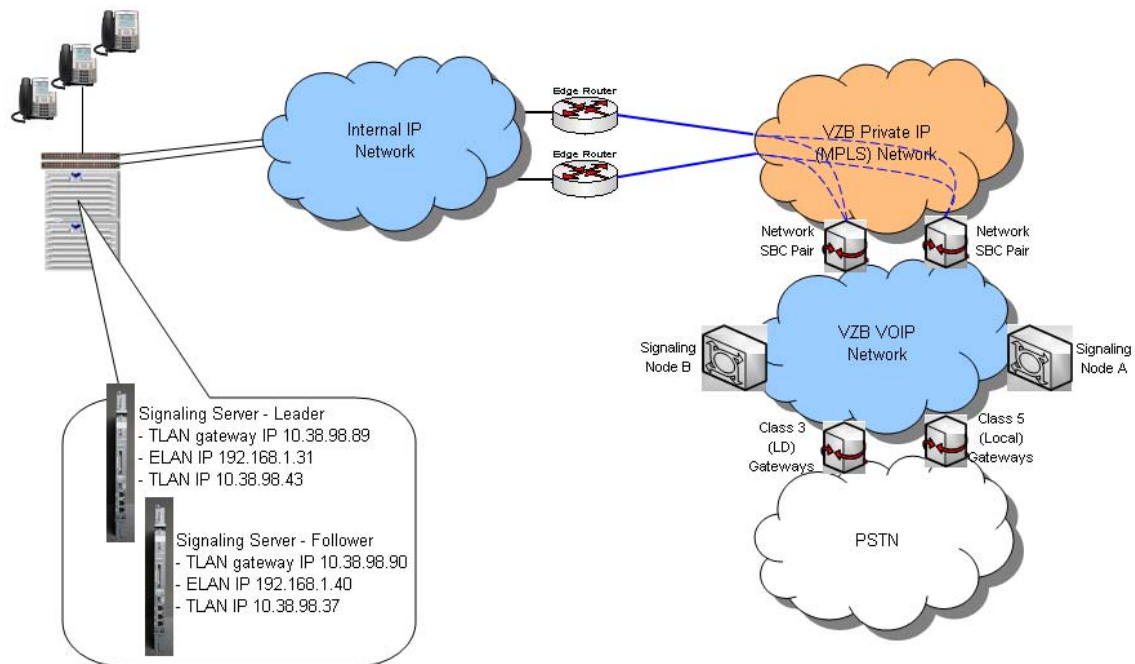 Edge Router
Internal IP
Network
Edge Router
VZB Private IP
(MPLS) Network
Network
SBC Pair
Network
SBC Pair
VZB VOIP
Network
Signaling
Node B
Signaling
Node A
Class 3
(LD)
Gateways
Class 5
(Local)
Gateways
PSTN
Signaling Server - Leader
- TLAN gateway IP 10.38.98.89
- ELAN IP 192.168.1.31
- TLAN IP 10.38.98.43
Signaling Server - Follower
- TLAN gateway IP 10.38.98.90
- ELAN IP 192.168.1.40
- TLAN IP 10.38.98.37